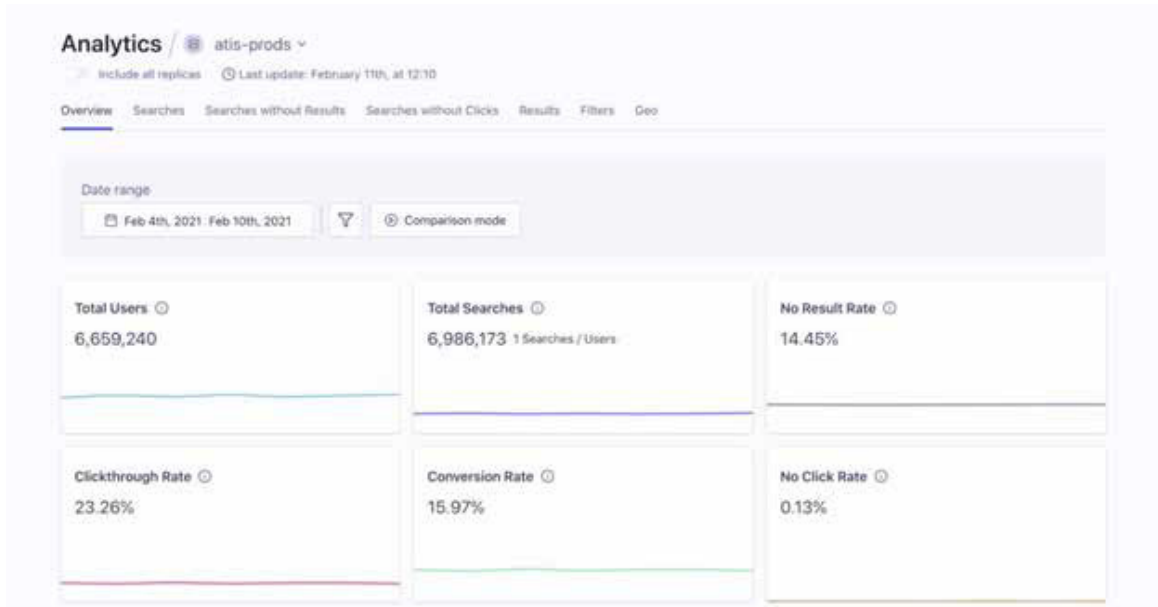 Analytics / atis-prods
Include all replicas Last update: February 11th, at 12:10
Overview Searches Searches without Results Searches without Clicks Results Filters Geo
Date range
Feb 4th, 2021 Feb 10th, 2021 Comparison mode
Total Users Total Searches No Result Rate
6,659,240 6,986,173 1 Searches / Users 14.45%
Clickthrough Rate Conversion Rate No Click Rate
23.26% 15.97% 0.13%